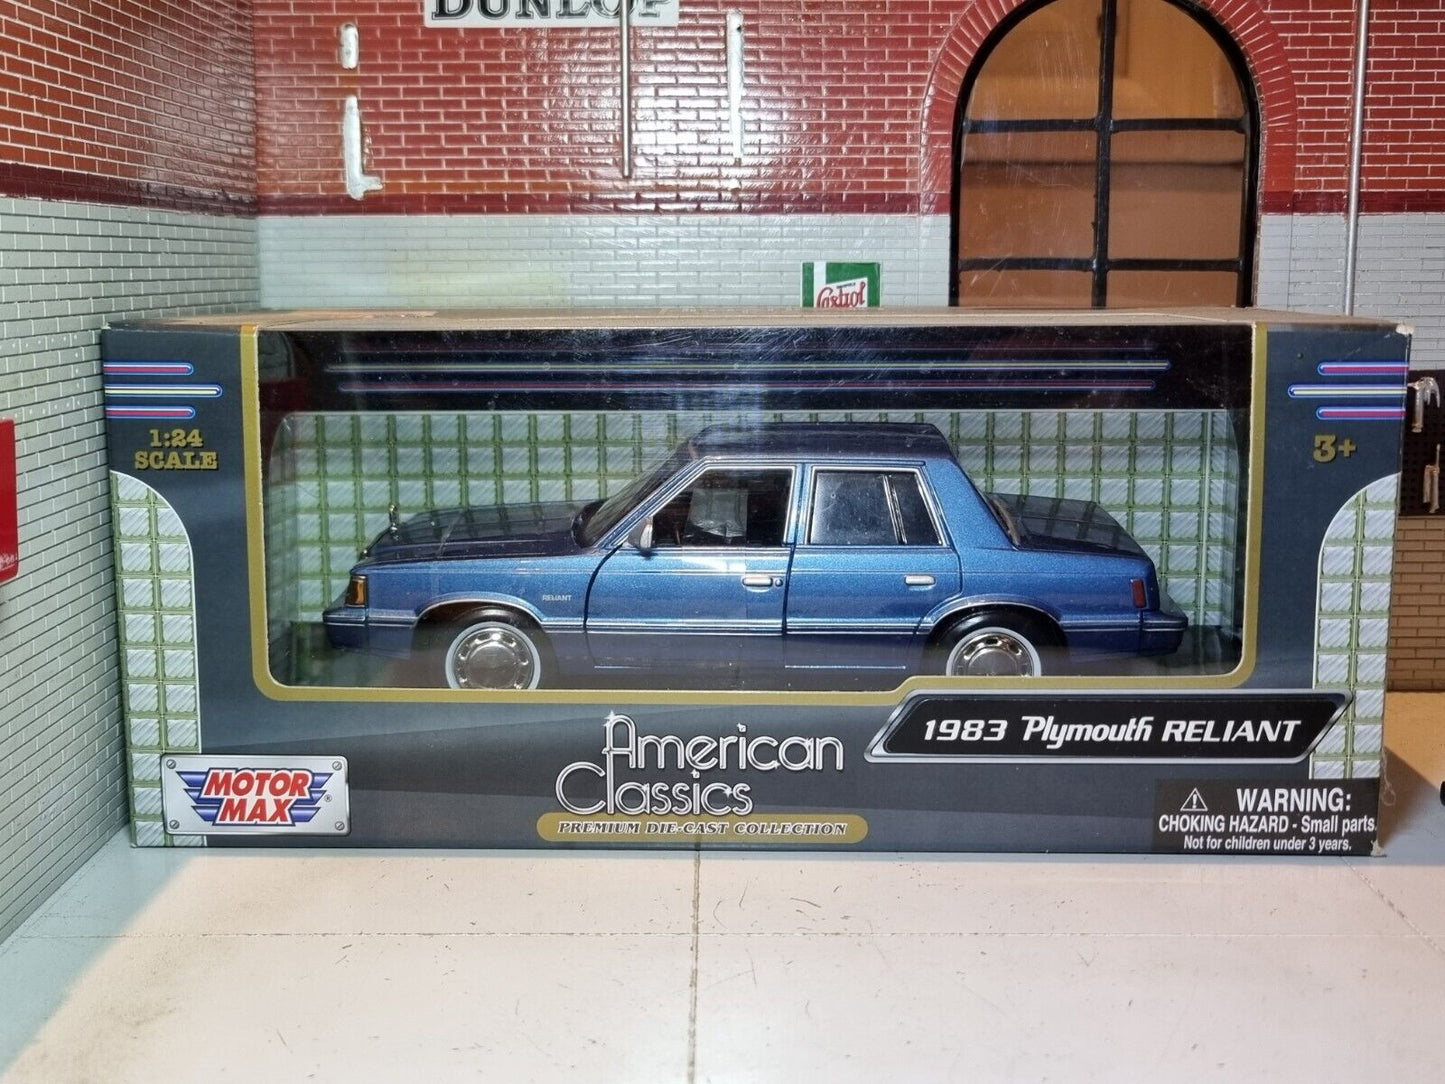 DUNLOP
Castrol
1:24
SCALE
3+
RELIANT
1983 Plymouth RELIANT
American
Classics
PREMIUM DIE-CAST COLLECTION
MOTOR
MAX ®
WARNING:
CHOKING HAZARD - Small parts.
Not for children under 3 years.